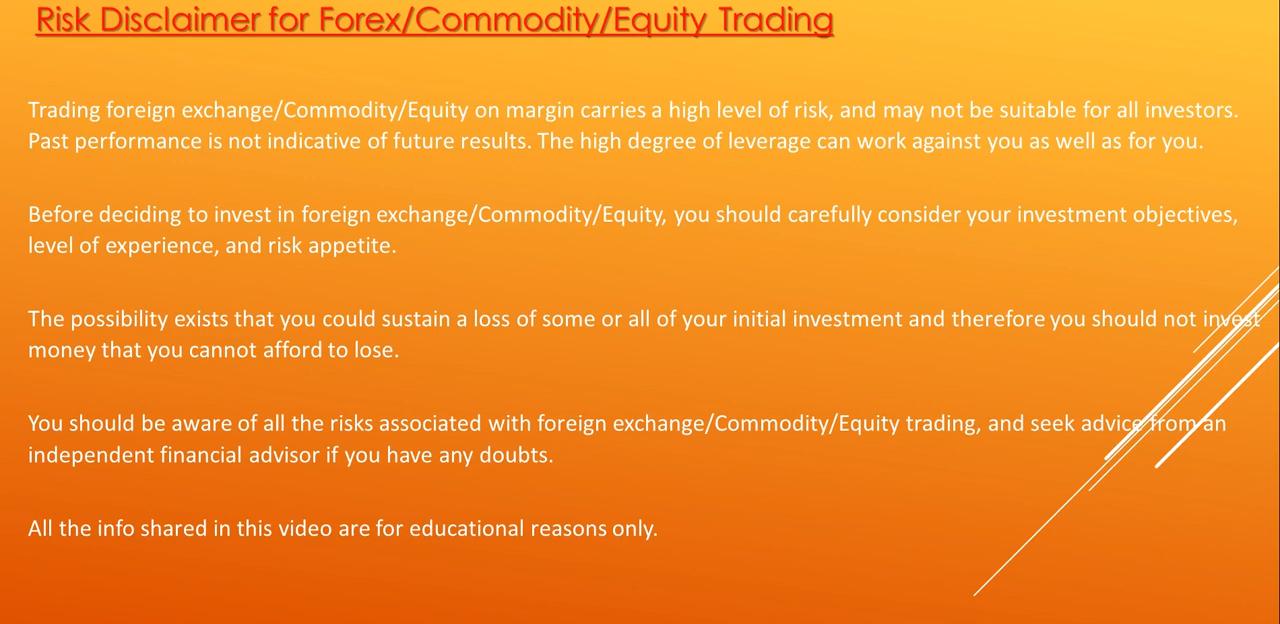 Risk Disclaimer for Forex/Commodity/Equity Trading
Trading foreign exchange/Commodity/Equity on margin carries a high level of risk, and may not be suitable for all investors.
Past performance is not indicative of future results. The high degree of leverage can work against you as well as for you.
Before deciding to invest in foreign exchange/Commodity/Equity, you should carefully consider your investment objectives,
level of experience, and risk appetite.
The possibility exists that you could sustain a loss of some or all of your initial investment and therefore you should not invest
money that you cannot afford to lose.
You should be aware of all the risks associated with foreign exchange/Commodity/Equity trading, and seek advice from an
independent financial advisor if you have any doubts.
All the info shared in this video are for educational reasons only.